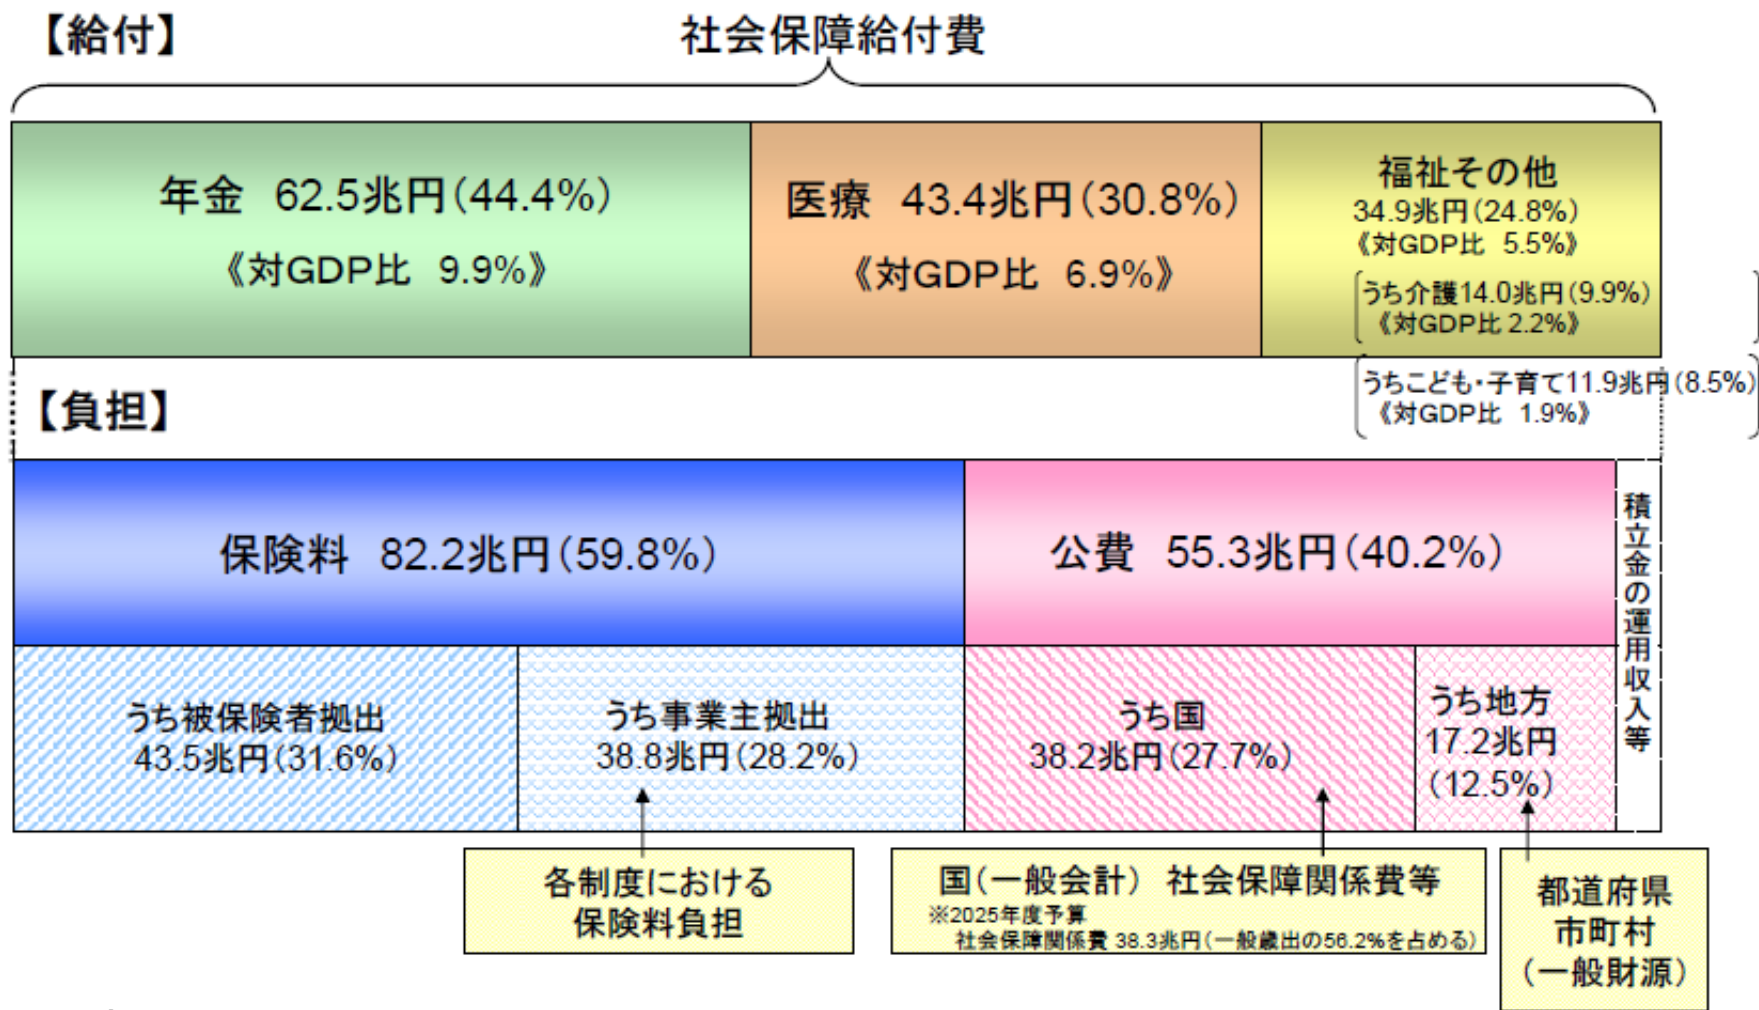 【給付】
社会保障給付費
年金 62.5兆円(44.4%)
《対GDP比 9.9%》
医療 43.4兆円(30.8%)
《対GDP比 6.9%》
福祉その他
34.9兆円(24.8%)
《対GDP比 5.5%》
うち介護14.0兆円(9.9%)
《対GDP比 2.2%》
うちこども・子育て11.9兆円(8.5%)
《対GDP比 1.9%》
【負担】
保険料 82.2兆円(59.8%)
公費 55.3兆円(40.2%)
積立金の運用収入等
うち被保険者拠出
43.5兆円(31.6%)
うち事業主拠出
38.8兆円(28.2%)
うち国
38.2兆円(27.7%)
うち地方
17.2兆円
(12.5%)
各制度における
保険料負担
国(一般会計) 社会保障関係費等
※2025年度予算
社会保障関係費 38.3兆円(一般歳出の56.2%を占める)
都道府県
市町村
(一般財源)